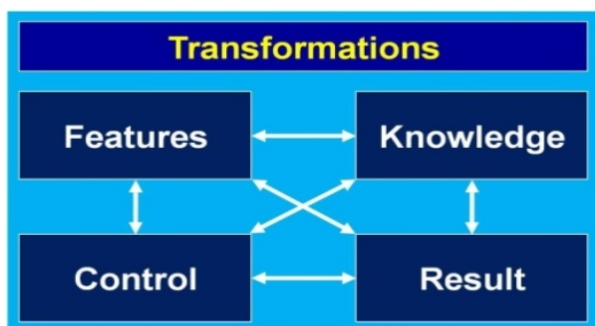 Transformations
Features
Knowledge
Control
Result